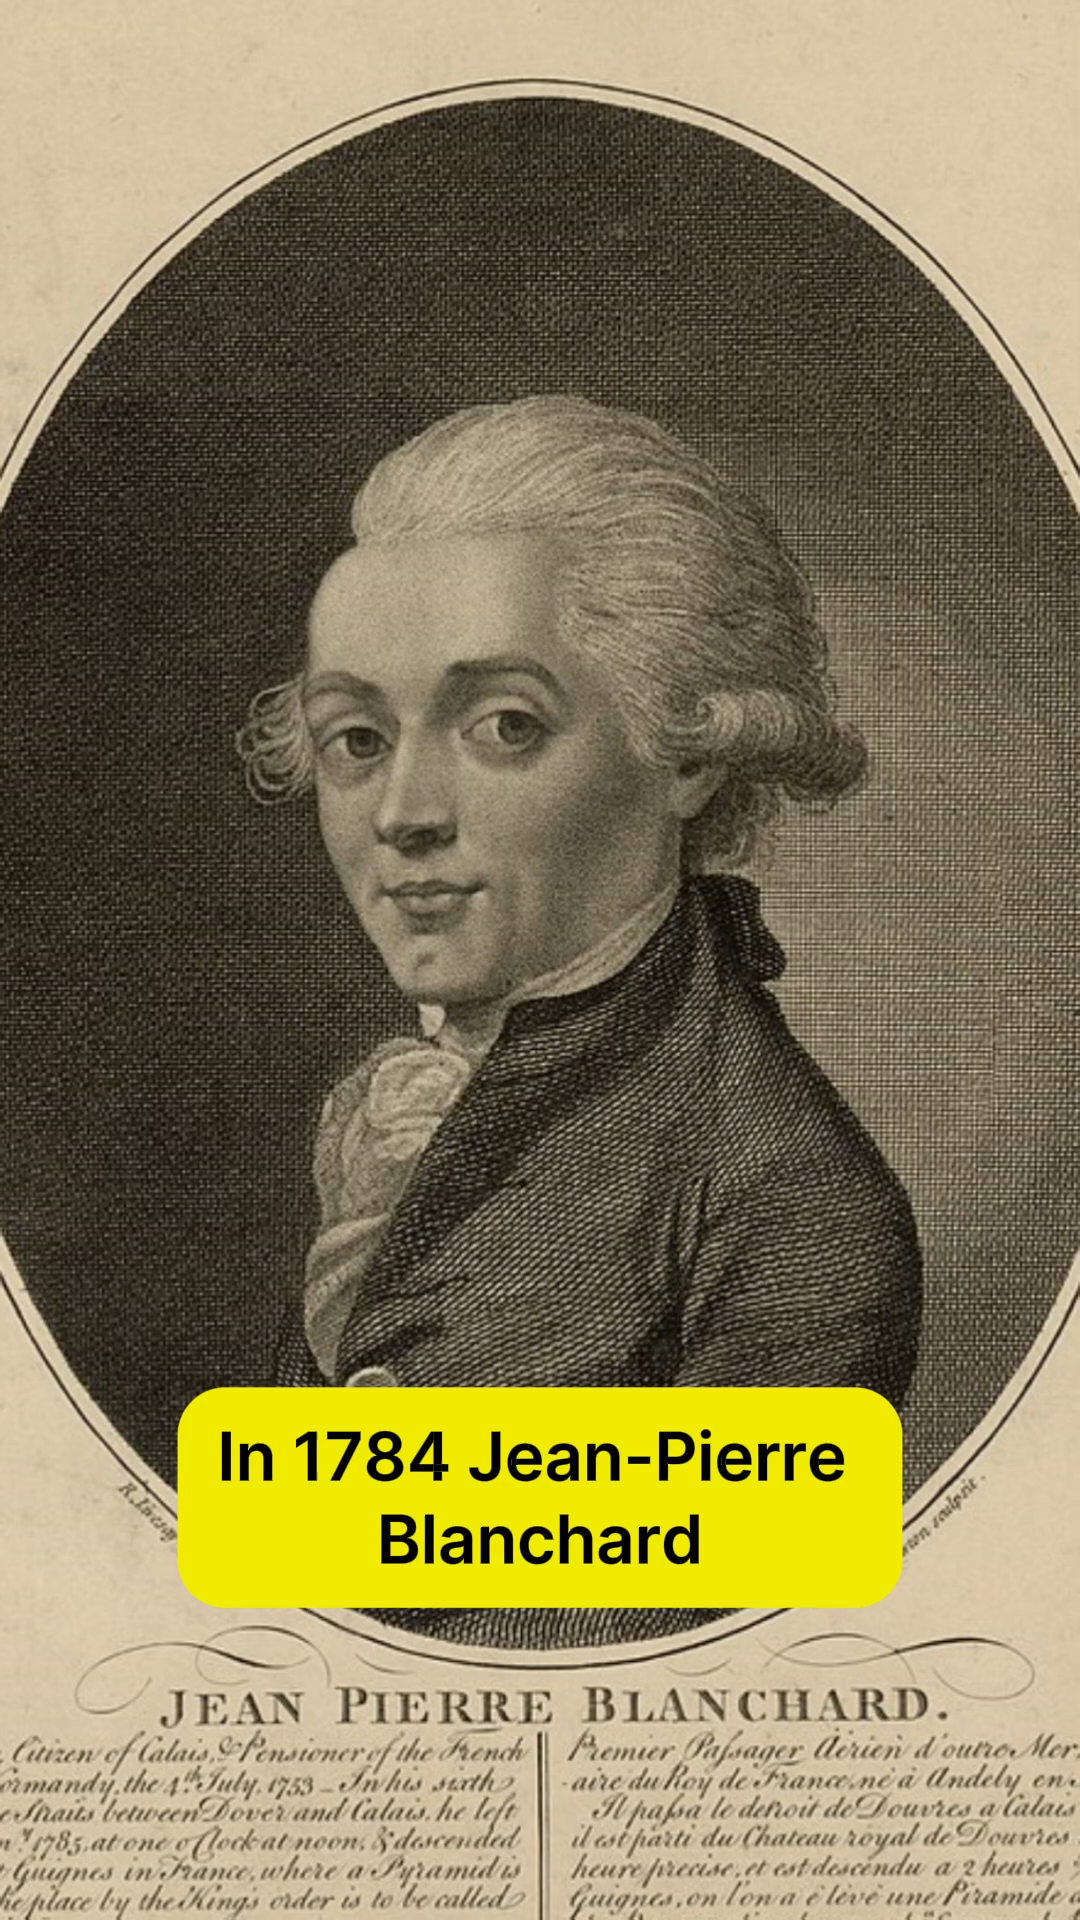 In 1784 Jean-Pierre
Blanchard
R. Livesay
sculpsit.
JEAN PIERRE BLANCHARD.
Citizen of Calais, & Pensioner of the French
ormandy, the 4th July, 1753 _ In his sixth
e Straits between Dover and Calais, he left
1785, at one o'Clock at noon, & descended
Guignes in France, where a Pyramid is
he place by the King's order is to be called
Premier Passager Aërien d'outre Mer,
aire du Roy de France, né à Andely en
Il passa le detroit de Douvres a Calais
il est parti du Chateau royal de Douvres
heure precise, et est descendu a 2 heures
Guignes, on l'on a élevé une Piramide